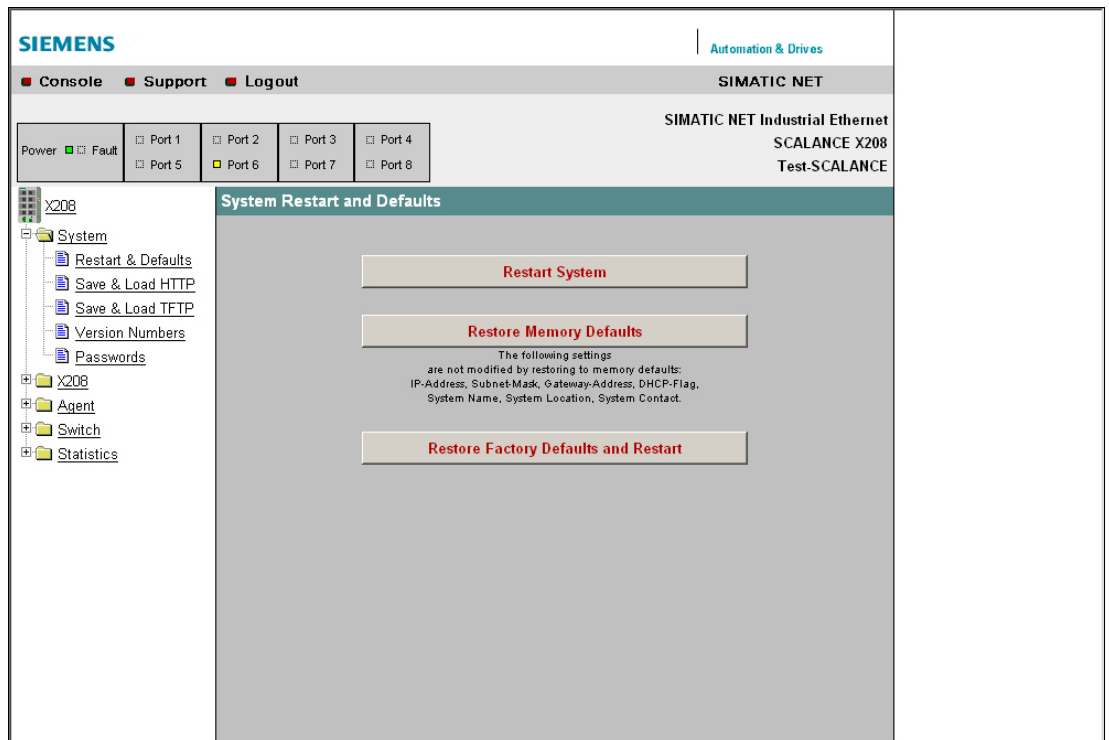 SIEMENS
Automation & Drives
Console Support Logout SIMATIC NET
SIMATIC NET Industrial Ethernet
SCALANCE X208
Test-SCALANCE
Power Fault
Port 1 Port 2 Port 3 Port 4
Port 5 Port 6 Port 7 Port 8
X208
System
Restart & Defaults
Save & Load HTTP
Save & Load TFTP
Version Numbers
Passwords
X208
Agent
Switch
Statistics
System Restart and Defaults
Restart System
Restore Memory Defaults
The following settings
are not modified by restoring to memory defaults:
IP-Address, Subnet-Mask, Gateway-Address, DHCP-Flag,
System Name, System Location, System Contact.
Restore Factory Defaults and Restart